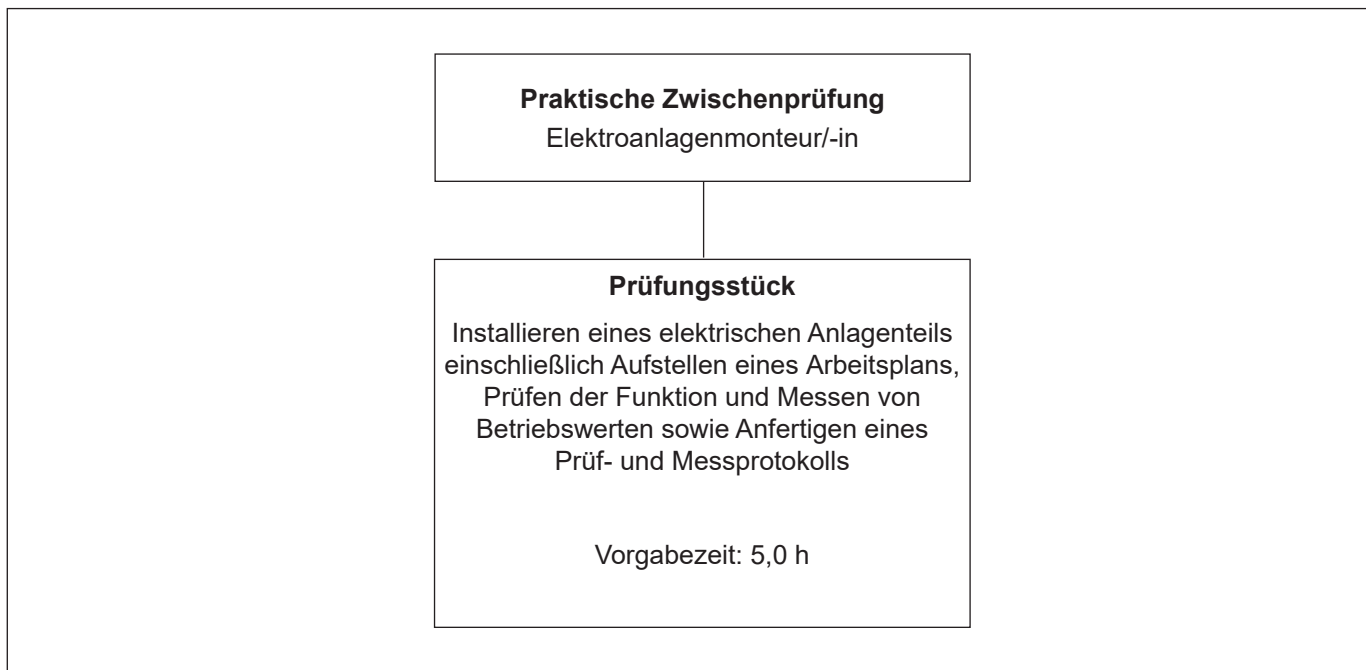 Praktische Zwischenprüfung
Elektroanlagenmonteur/-in
Prüfungsstück
Installieren eines elektrischen Anlagenteils
einschließlich Aufstellen eines Arbeitsplans,
Prüfen der Funktion und Messen von
Betriebswerten sowie Anfertigen eines
Prüf- und Messprotokolls
Vorgabezeit: 5,0 h